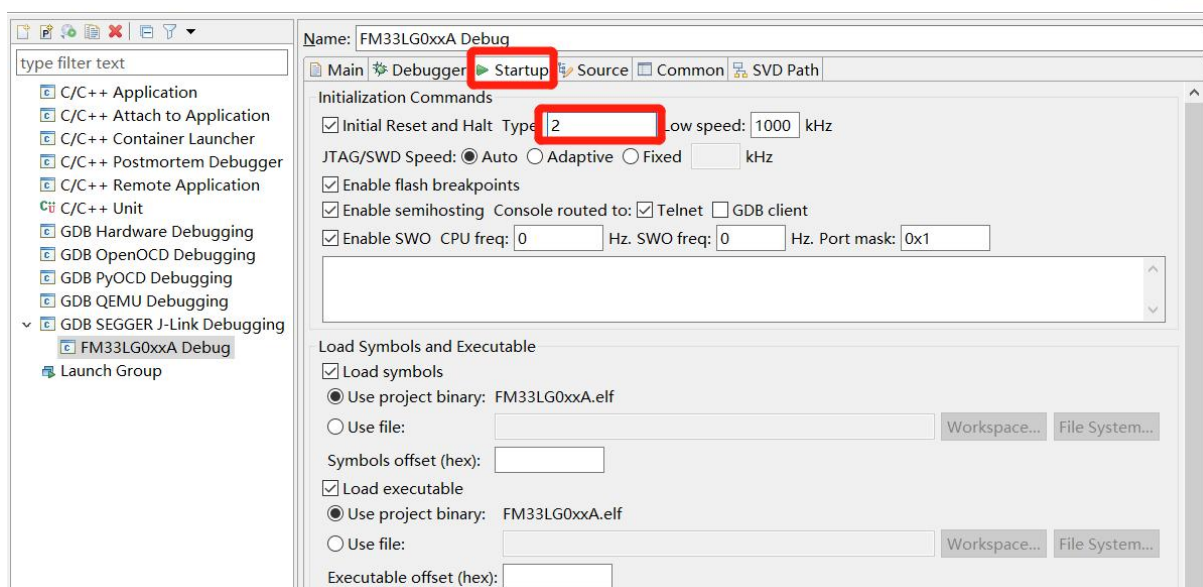 Name: FM33LG0xxA Debug
type filter text
Main Debugger Startup Source Common SVD Path
C/C++ Application
C/C++ Attach to Application
C/C++ Container Launcher
C/C++ Postmortem Debugger
C/C++ Remote Application
C/C++ Unit
GDB Hardware Debugging
GDB OpenOCD Debugging
GDB PyOCD Debugging
GDB QEMU Debugging
GDB SEGGER J-Link Debugging
FM33LG0xxA Debug
Launch Group
Initialization Commands
Initial Reset and Halt Type 2 Low speed: 1000 kHz
JTAG/SWD Speed: Auto Adaptive Fixed kHz
Enable flash breakpoints
Enable semihosting Console routed to: Telnet GDB client
Enable SWO CPU freq: 0 Hz. SWO freq: 0 Hz. Port mask: 0x1
Load Symbols and Executable
Load symbols
Use project binary: FM33LG0xxA.elf
Use file: Workspace... File System...
Symbols offset (hex):
Load executable
Use project binary: FM33LG0xxA.elf
Use file: Workspace... File System...
Executable offset (hex):